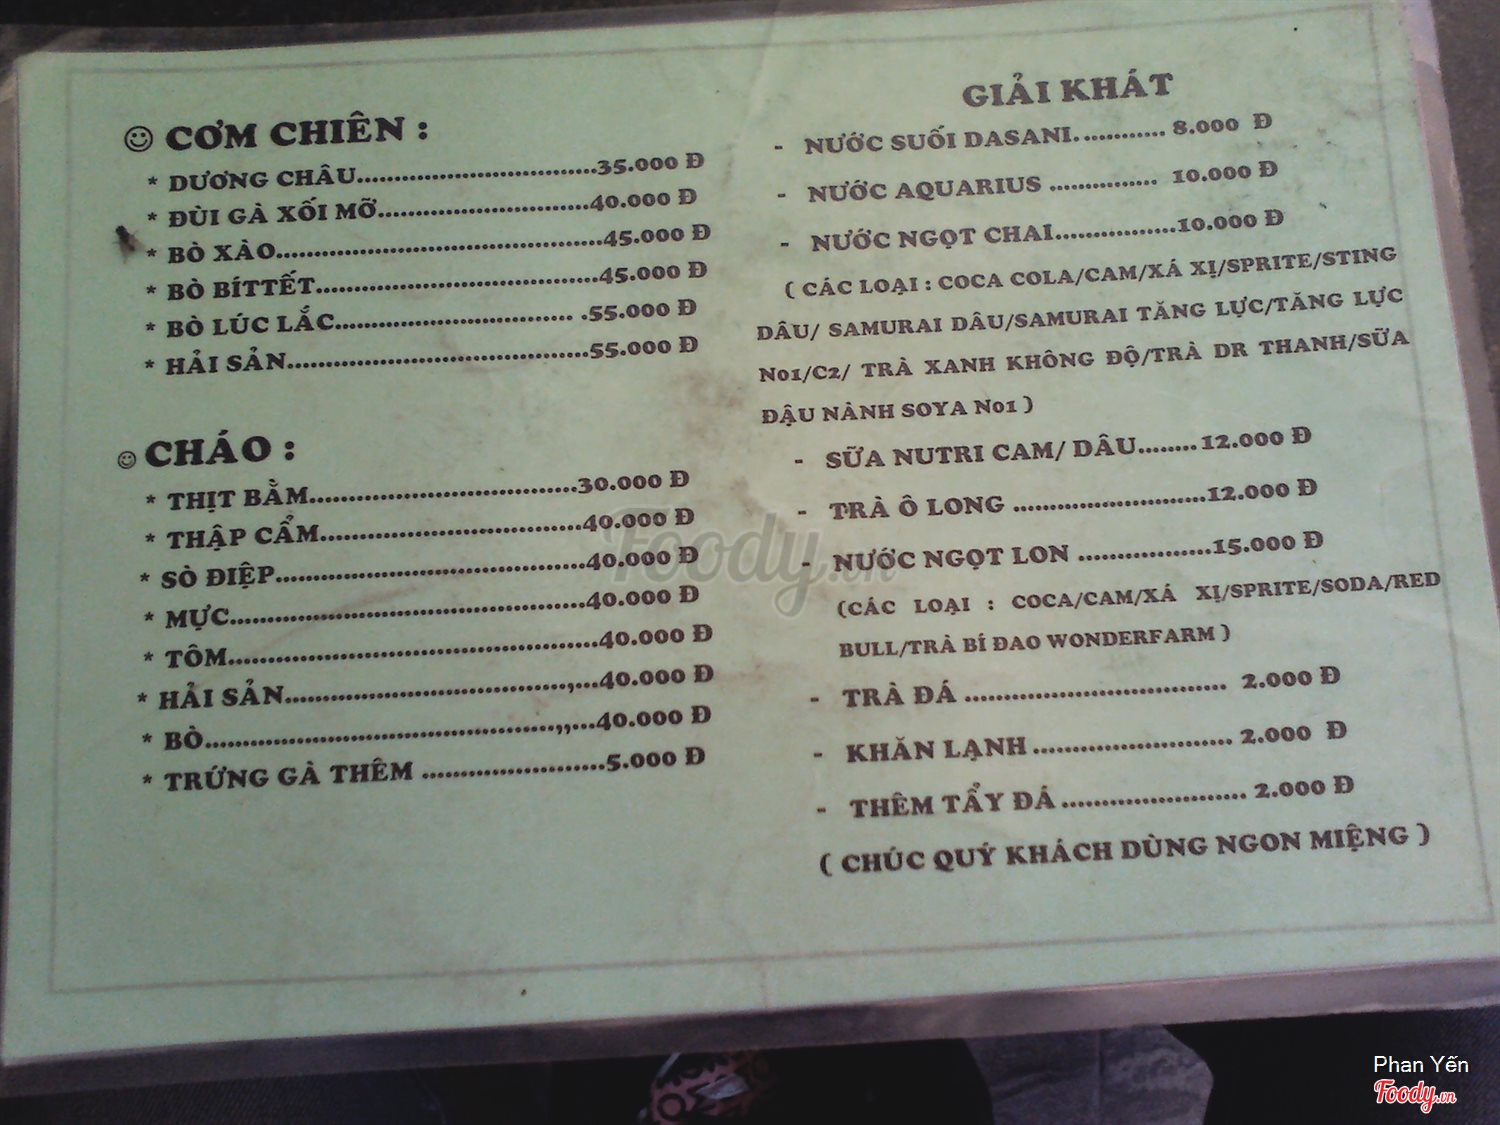 ☺ CƠM CHIÊN :
* DƯƠNG CHÂU................................35.000 Đ
* ĐÙI GÀ XỐI MỠ............................40.000 Đ
* BÒ XÀO...........................................45.000 Đ
* BÒ BÍTTẾT......................................45.000 Đ
* BÒ LÚC LẮC................................ .55.000 Đ
* HẢI SẢN........................................55.000 Đ
☺ CHÁO :
* THỊT BẰM..................................30.000 Đ
* THẬP CẨM..................................40.000 Đ
* SÒ ĐIỆP........................................40.000 Đ
* MỰC..............................................40.000 Đ
* TÔM................................................40.000 Đ
* HẢI SẢN.....................................,...40.000 Đ
* BÒ..............................................,,...40.000 Đ
* TRỨNG GÀ THÊM ........................5.000 Đ
GIẢI KHÁT
- NƯỚC SUỐI DASANI. ............ 8.000 Đ
- NƯỚC AQUARIUS ................ 10.000 Đ
- NƯỚC NGỌT CHAI.................10.000 Đ
( CÁC LOẠI : COCA COLA/CAM/XÁ XỊ/SPRITE/STING
DÂU/ SAMURAI DÂU/SAMURAI TĂNG LỰC/TĂNG LỰC
N01/C2/ TRÀ XANH KHÔNG ĐỘ/TRÀ DR THANH/SỮA
ĐẬU NÀNH SOYA N01 )
- SỮA NUTRI CAM/ DÂU........12.000 Đ
- TRÀ Ô LONG ...........................12.000 Đ
- NƯỚC NGỌT LON ..................15.000 Đ
(CÁC LOẠI : COCA/CAM/XÁ XỊ/SPRITE/SODA/RED
BULL/TRÀ BÍ ĐAO WONDERFARM )
- TRÀ ĐÁ .................................. 2.000 Đ
- KHĂN LẠNH .......................... 2.000 Đ
- THÊM TẨY ĐÁ ........................ 2.000 Đ
( CHÚC QUÝ KHÁCH DÙNG NGON MIỆNG )
Foody.vn
Phan Yến
Foody.vn